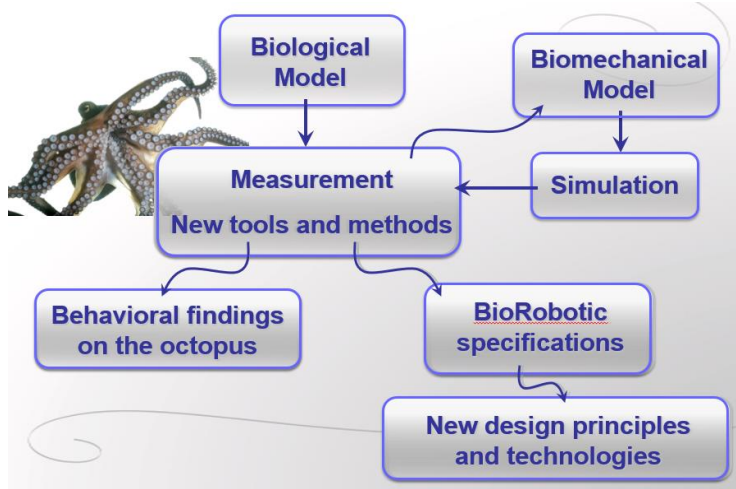 Biological
Model
Biomechanical
Model
Measurement
New tools and methods
Simulation
Behavioral findings
on the octopus
BioRobotic
specifications
New design principles
and technologies